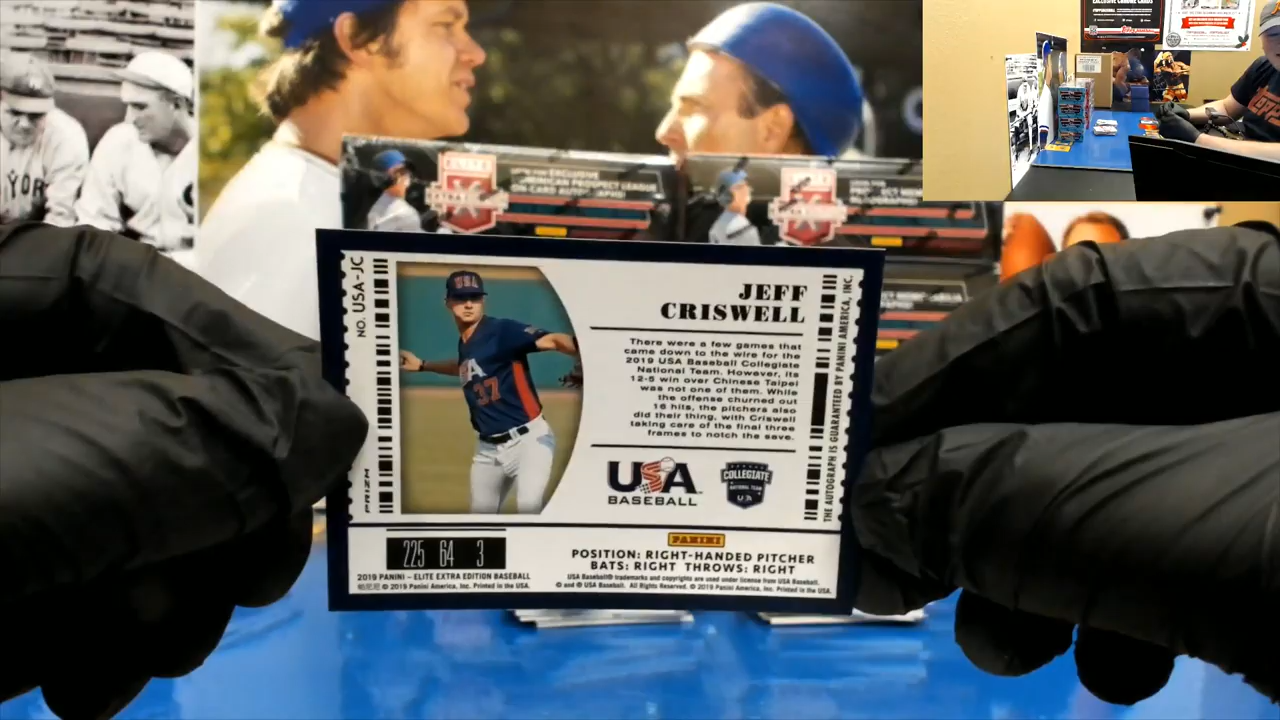 YOR
ELITE
X
NO. USA-JC
PRIZM
USA
37
JEFF
CRISWELL
There were a few games that
came down to the wire for the
2019 USA Baseball Collegiate
National Team. However, its
12-5 win over Chinese Taipei
was not one of them. While
the offense churned out
16 hits, the pitchers also
did their thing, with Criswell
taking care of the final three
frames to notch the save.
USA
BASEBALL
COLLEGIATE
NATIONAL TEAM
USA
THE AUTOGRAPH IS GUARANTEED BY PANINI AMERICA, INC.
225 64 3
PANINI
POSITION: RIGHT-HANDED PITCHER
BATS: RIGHT THROWS: RIGHT
2019 PANINI – ELITE EXTRA EDITION BASEBALL
© 2019 Panini America, Inc. Printed in the USA.
USA Baseball® trademarks and copyrights are used under license from USA Baseball.
© and ® USA Baseball. All Rights Reserved. © 2019 Panini America, Inc. Printed in the USA.